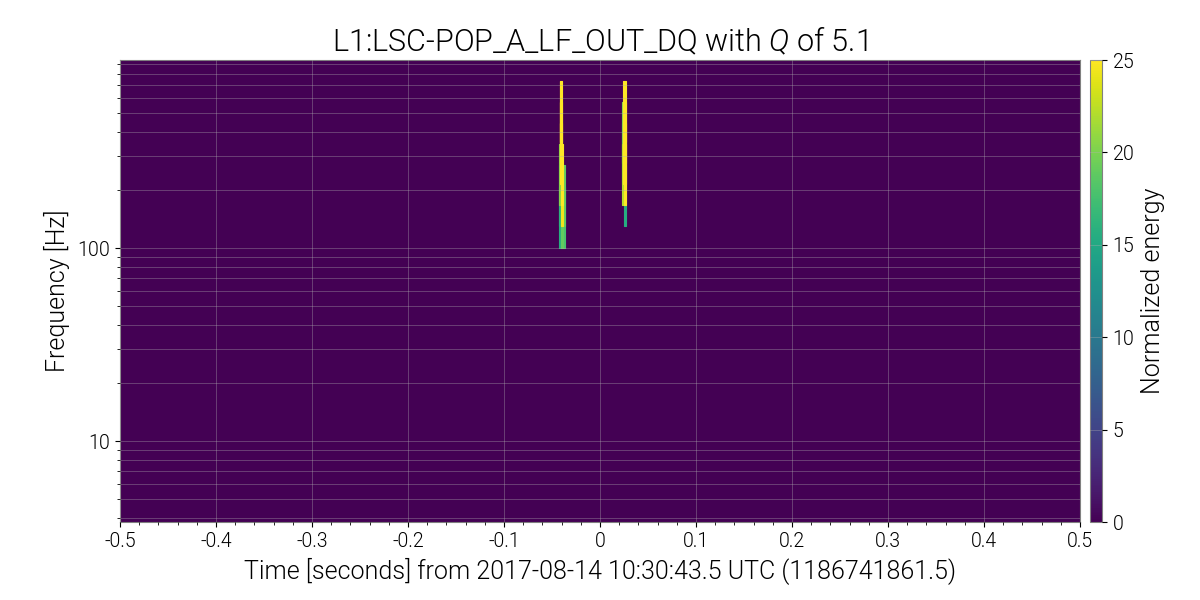 L1:LSC-POP_A_LF_OUT_DQ with Q of 5.1
25
20
15
10
5
0
Normalized energy
Frequency [Hz]
100
10
-0.5 -0.4 -0.3 -0.2 -0.1 0 0.1 0.2 0.3 0.4 0.5
Time [seconds] from 2017-08-14 10:30:43.5 UTC (1186741861.5)